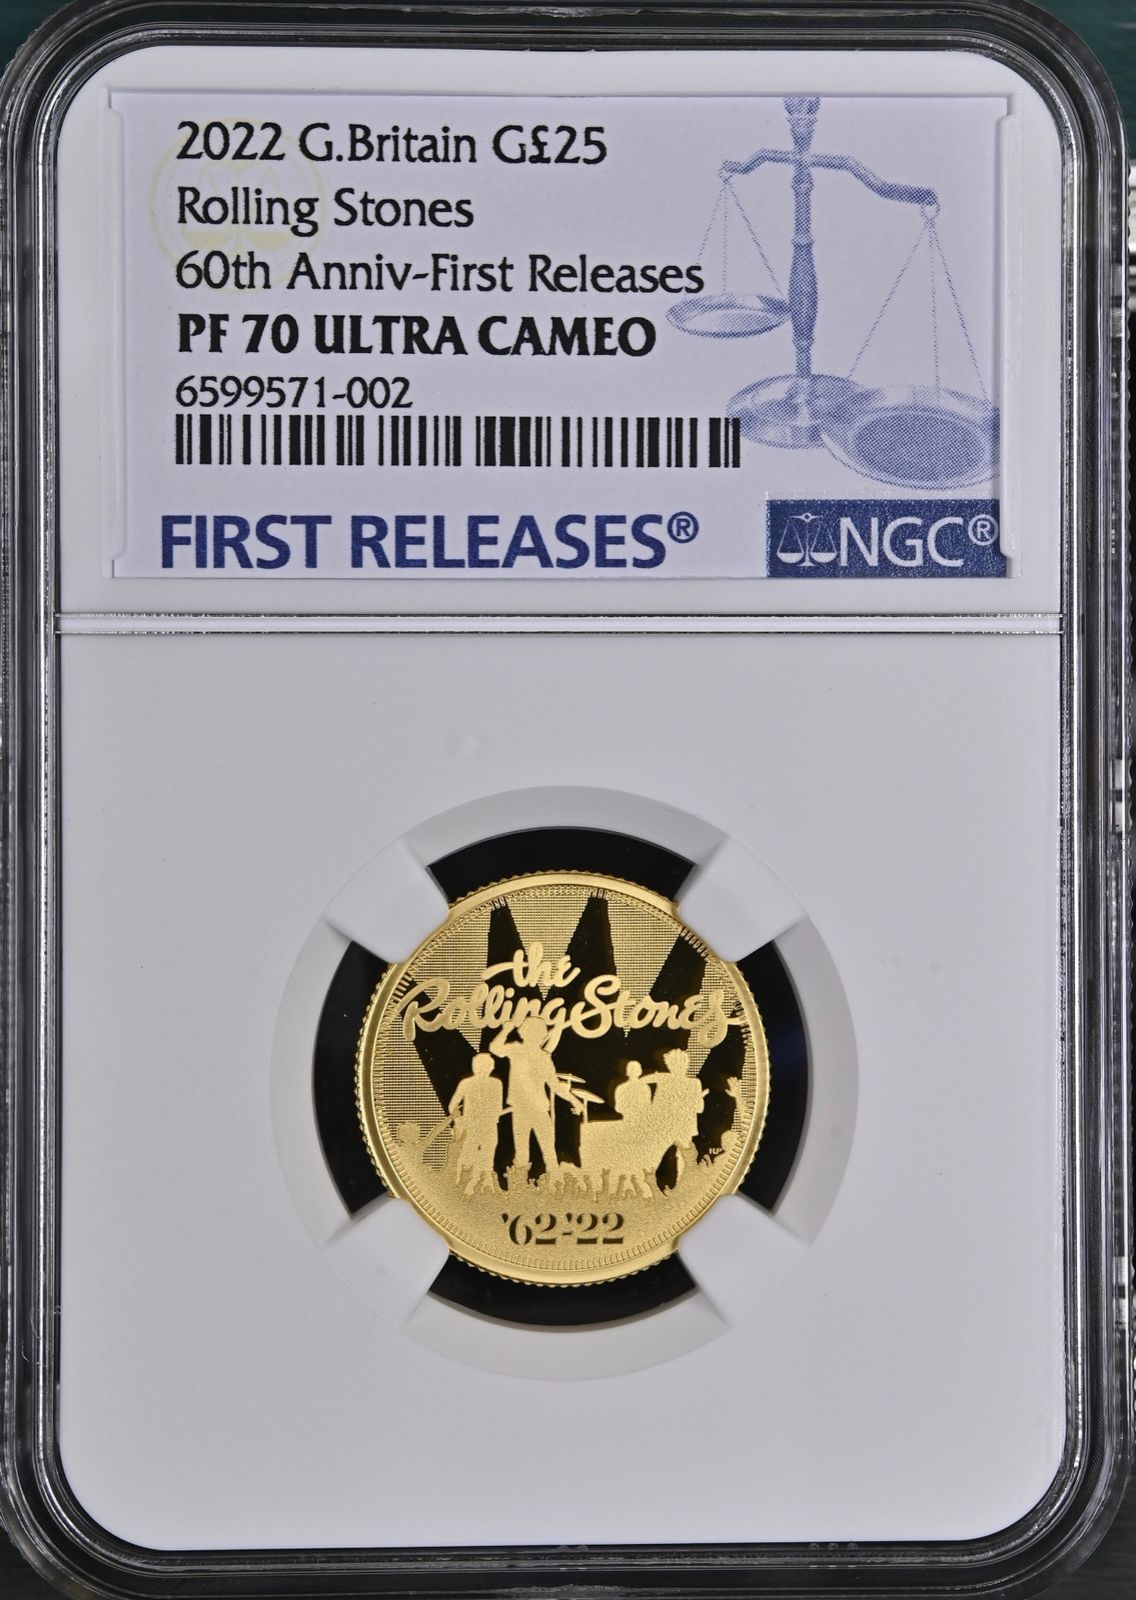 2022 G.Britain G£25
Rolling Stones
60th Anniv-First Releases
PF 70 ULTRA CAMEO
6599571-002
FIRST RELEASES®
NGC®
the
Rolling Stones
'62-'22